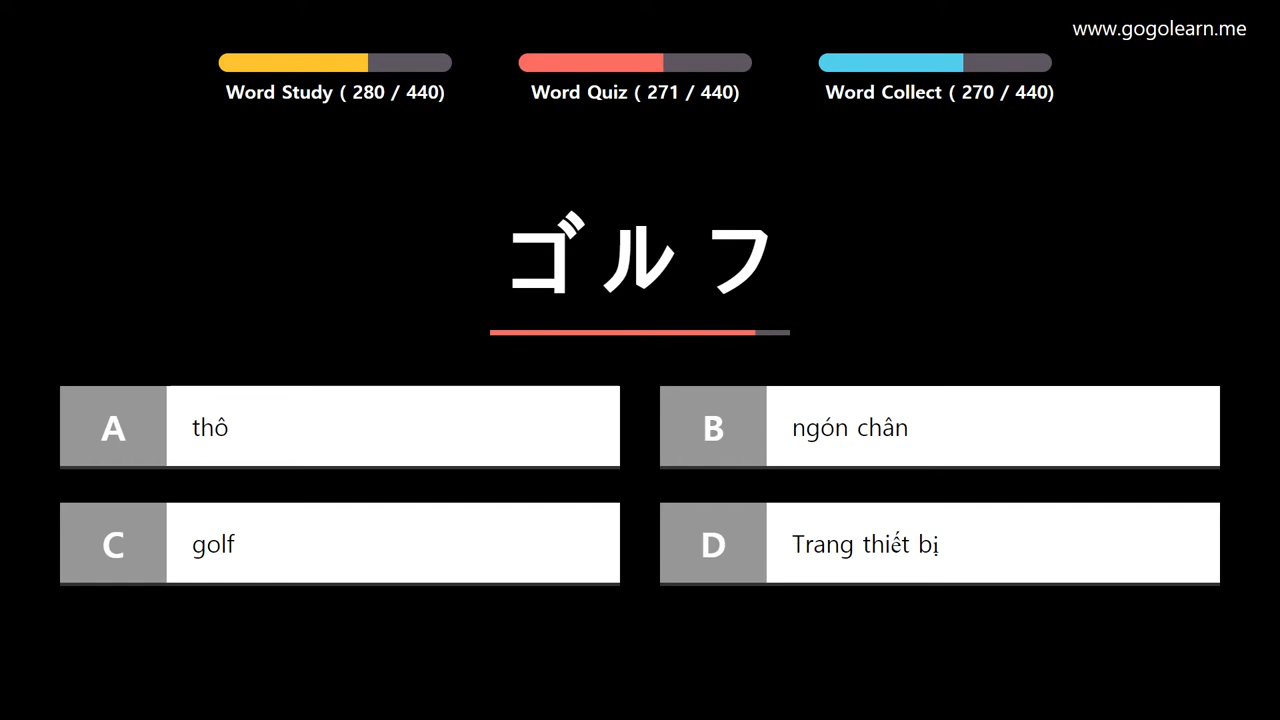 www.gogolearn.me
Word Study ( 280 / 440)
Word Quiz ( 271 / 440)
Word Collect ( 270 / 440)
ゴルフ
A thô
B ngón chân
C golf
D Trang thiết bị